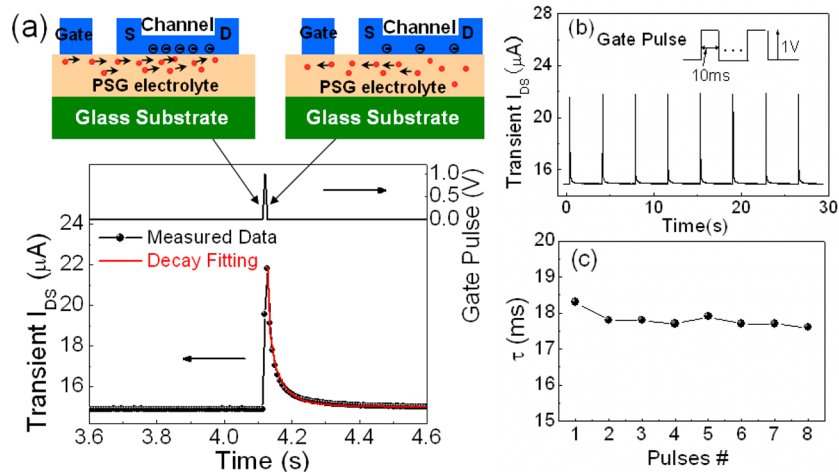 (a)
Gate S Channel D
PSG electrolyte
Glass Substrate
Gate S Channel D
PSG electrolyte
Glass Substrate
1.0
0.5
0.0
Gate Pulse (V)
24
22
20
18
16
Transient I_DS (μA)
Measured Data
Decay Fitting
3.6 3.8 4.0 4.2 4.4 4.6
Time (s)
(b)
Gate Pulse
1V
10ms
28
24
20
16
Transient I_DS (μA)
0 10 20 30
Time(s)
(c)
20
19
18
17
16
15
τ (ms)
1 2 3 4 5 6 7 8
Pulses #